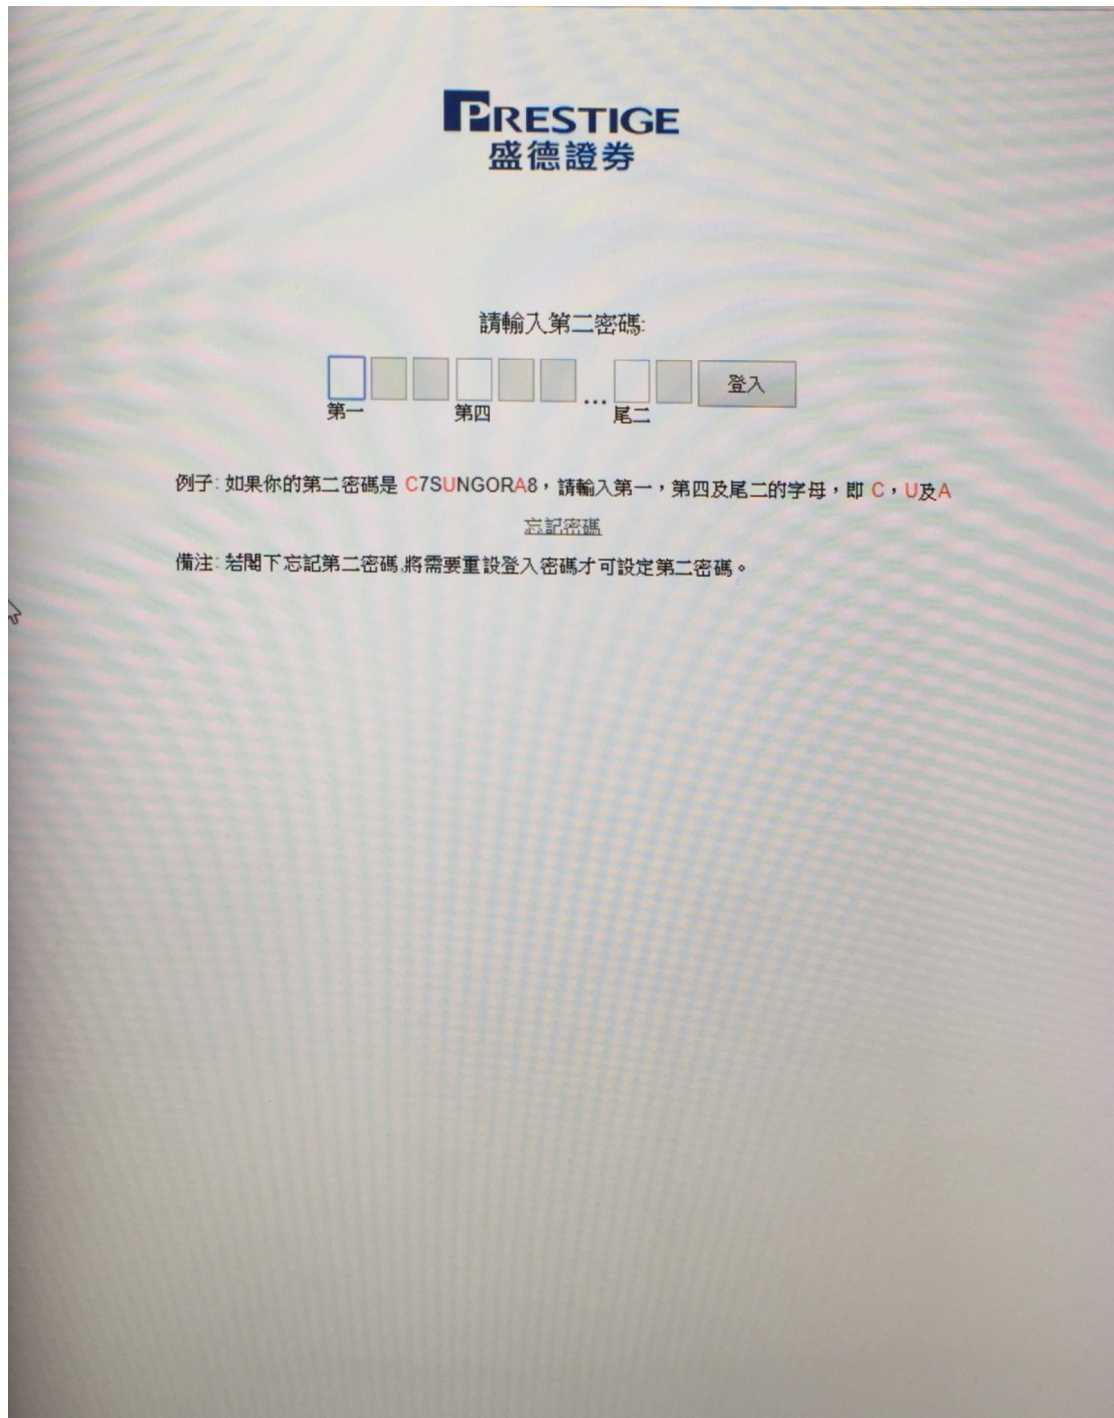 PRESTIGE
盛德證券
請輸入第二密碼:
... 登入
第一 第四 尾二
例子: 如果你的第二密碼是 C7SUNGORA8，請輸入第一，第四及尾二的字母，即 C，U及A
忘記密碼
備注: 若閣下忘記第二密碼,將需要重設登入密碼才可設定第二密碼。